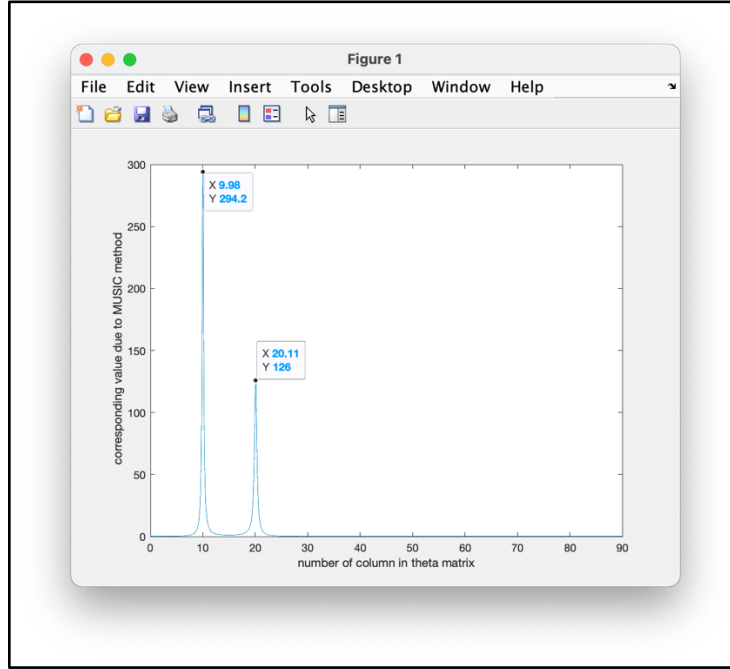 Figure 1
File Edit View Insert Tools Desktop Window Help
300
250
200
150
100
50
0
corresponding value due to MUSIC method
X 9.98
Y 294.2
X 20.11
Y 126
0 10 20 30 40 50 60 70 80 90
number of column in theta matrix